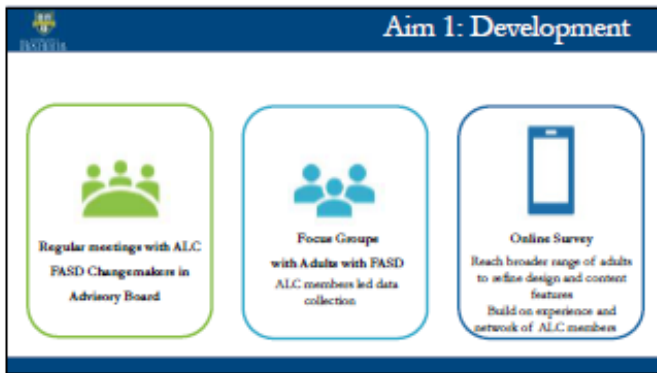 Aim 1: Development
Regular meetings with ALC
FASD Changemakers in
Advisory Board
Focus Groups
with Adults with FASD
ALC members led data
collection
Online Survey
Reach broader range of adults
to refine design and content
features
Build on experience and
network of ALC members